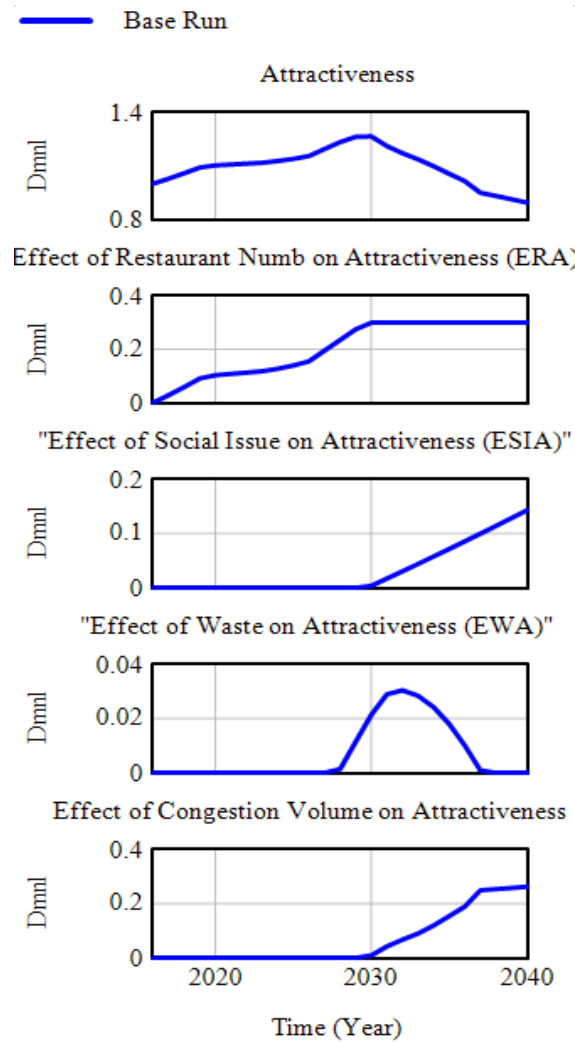 Base Run
Attractiveness
1.4
Dmnl
0.8
Effect of Restaurant Numb on Attractiveness (ERA)
0.4
Dmnl
0.2
0
"Effect of Social Issue on Attractiveness (ESIA)"
0.2
Dmnl
0.1
0
"Effect of Waste on Attractiveness (EWA)"
0.04
Dmnl
0.02
0
Effect of Congestion Volume on Attractiveness
0.4
Dmnl
0.2
0
2020 2030 2040
Time (Year)